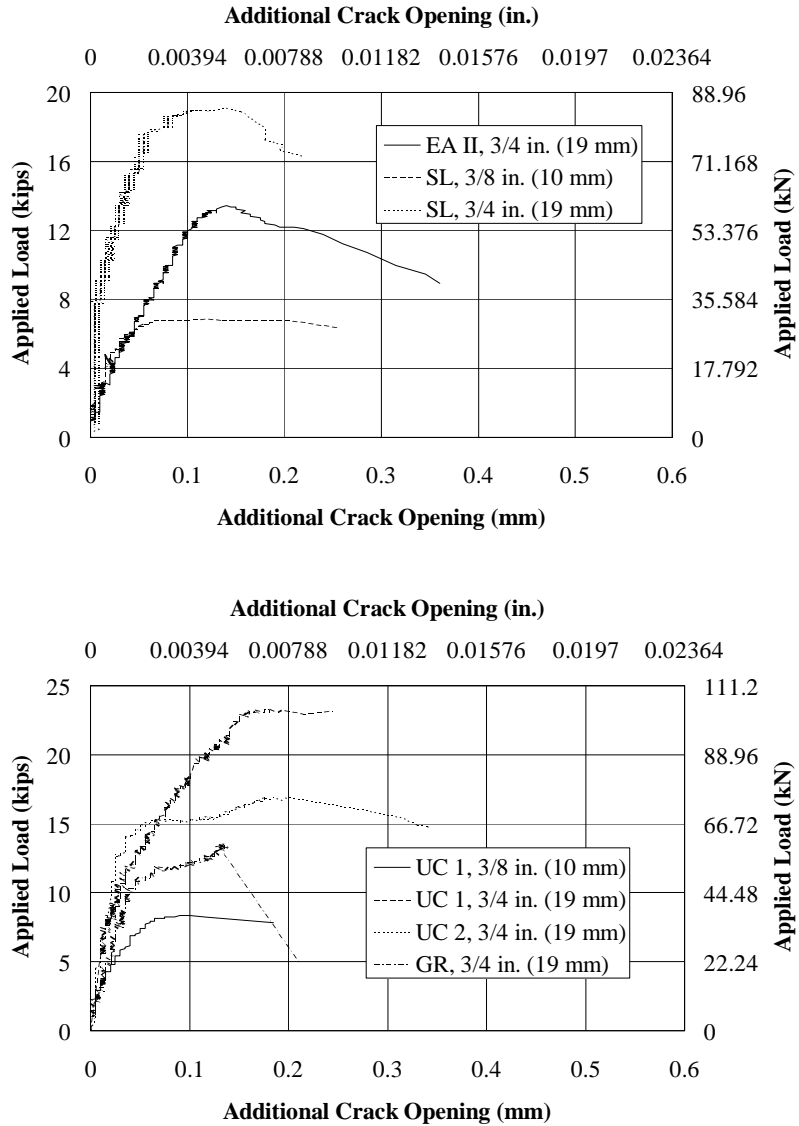 Additional Crack Opening (in.)
0 0.00394 0.00788 0.01182 0.01576 0.0197 0.02364
20 88.96
16 71.168
12 53.376
8 35.584
4 17.792
0 0
Applied Load (kips)
Applied Load (kN)
EA II, 3/4 in. (19 mm)
SL, 3/8 in. (10 mm)
SL, 3/4 in. (19 mm)
0 0.1 0.2 0.3 0.4 0.5 0.6
Additional Crack Opening (mm)
Additional Crack Opening (in.)
0 0.00394 0.00788 0.01182 0.01576 0.0197 0.02364
25 111.2
20 88.96
15 66.72
10 44.48
5 22.24
0 0
Applied Load (kips)
Applied Load (kN)
UC 1, 3/8 in. (10 mm)
UC 1, 3/4 in. (19 mm)
UC 2, 3/4 in. (19 mm)
GR, 3/4 in. (19 mm)
0 0.1 0.2 0.3 0.4 0.5 0.6
Additional Crack Opening (mm)